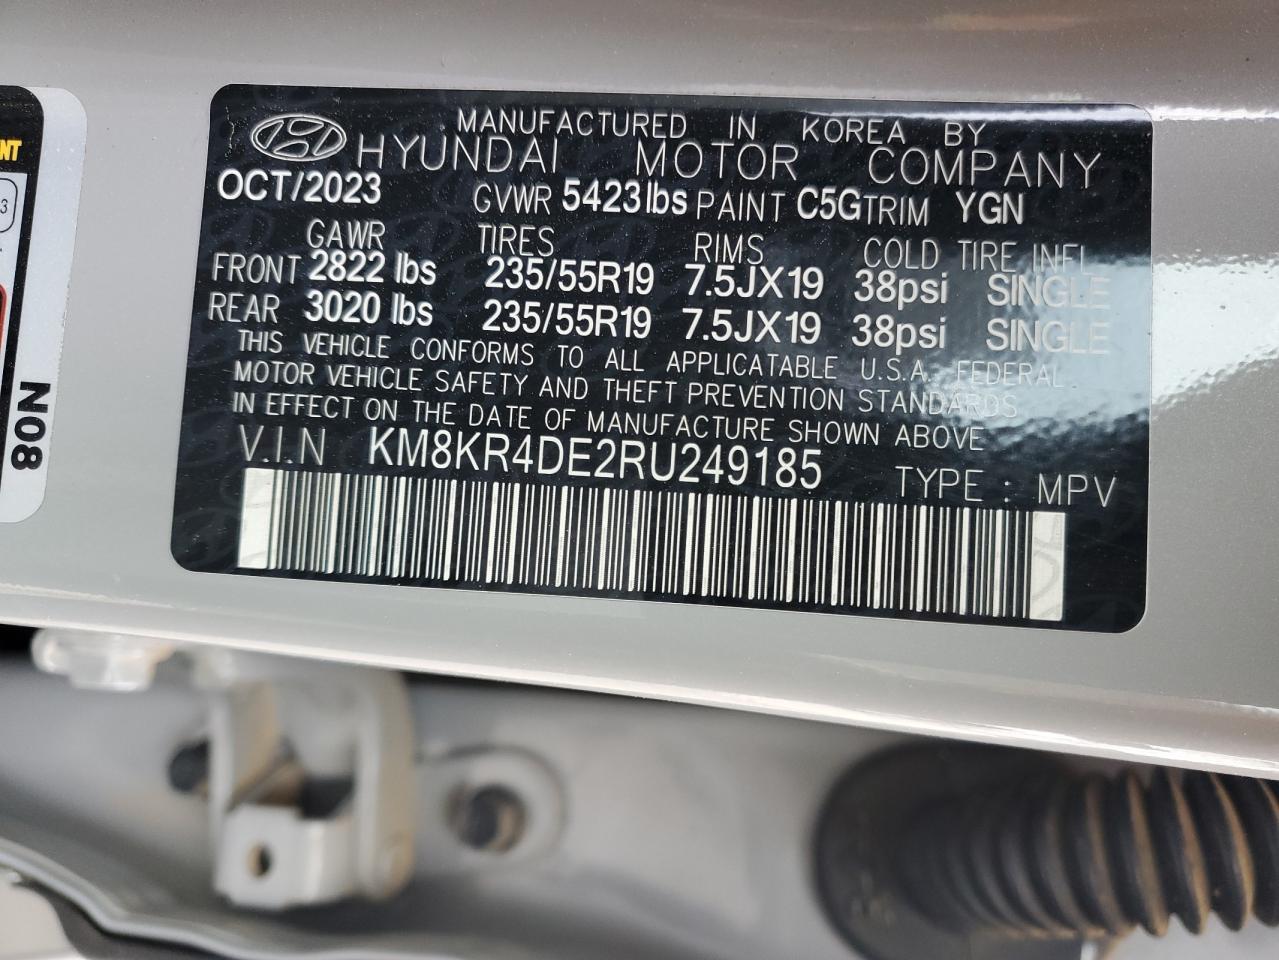 MANUFACTURED IN KOREA BY
HYUNDAI MOTOR COMPANY
OCT/2023 GVWR 5423lbs PAINT C5G TRIM YGN
GAWR TIRES RIMS COLD TIRE INFL
FRONT 2822 lbs 235/55R19 7.5JX19 38psi SINGLE
REAR 3020 lbs 235/55R19 7.5JX19 38psi SINGLE
THIS VEHICLE CONFORMS TO ALL APPLICATABLE U.S.A. FEDERAL
MOTOR VEHICLE SAFETY AND THEFT PREVENTION STANDARDS
IN EFFECT ON THE DATE OF MANUFACTURE SHOWN ABOVE
V.I.N KM8KR4DE2RU249185 TYPE : MPV
N08